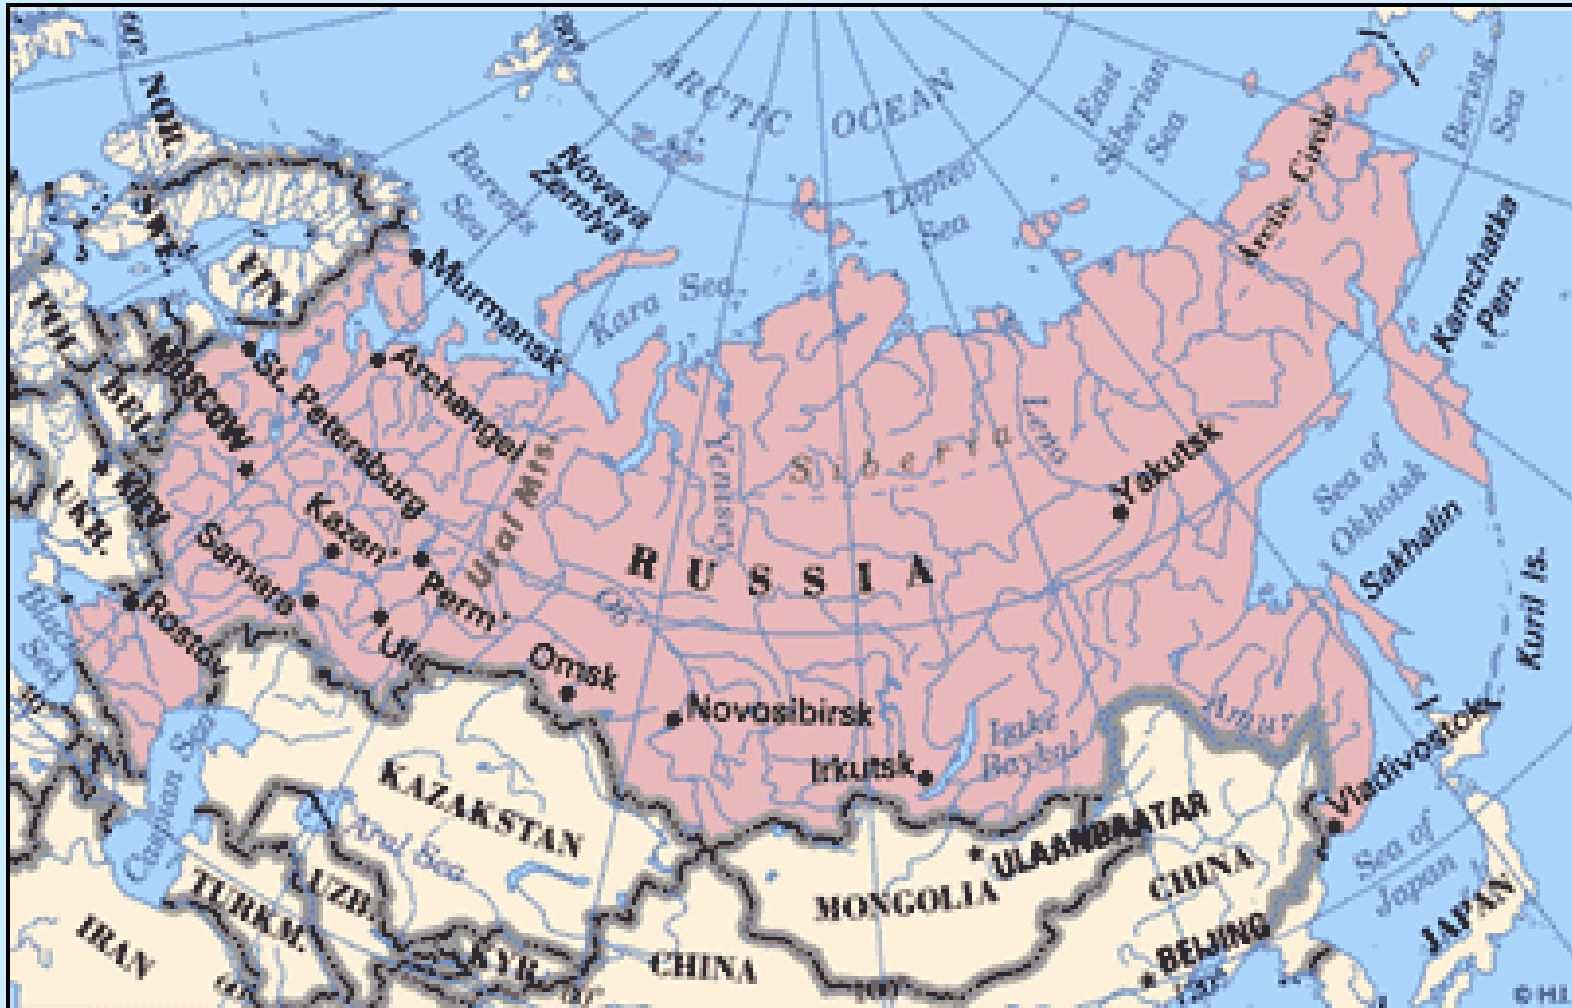 NOR.
SWE.
FIN.
POL.
BEL.
UKR.
KIEV
MOSCOW
ARCTIC OCEAN
Barents
Sea
Novaya
Zemlya
Kara Sea
Laptev
Sea
East
Siberian
Sea
Bering
Sea
Arctic Circle
Kamchatka
Pen.
Murmansk
Archangel
St. Petersburg
Ural Mts.
Yenisey
Siberia
Lena
Yakutsk
Sea of
Okhotsk
Sakhalin
Kuril Is.
Kazan'
Samara
Perm'
Ufa
Rostov
Black
Sea
RUSSIA
Omsk
Novosibirsk
Irkutsk
Lake
Baykal
Amur
Vladivostok
Caspian Sea
Aral Sea
KAZAKSTAN
ULAANBAATAR
MONGOLIA
CHINA
Sea of
Japan
JAPAN
BEIJING
IRAN
TURKM.
UZB.
KYR.
CHINA